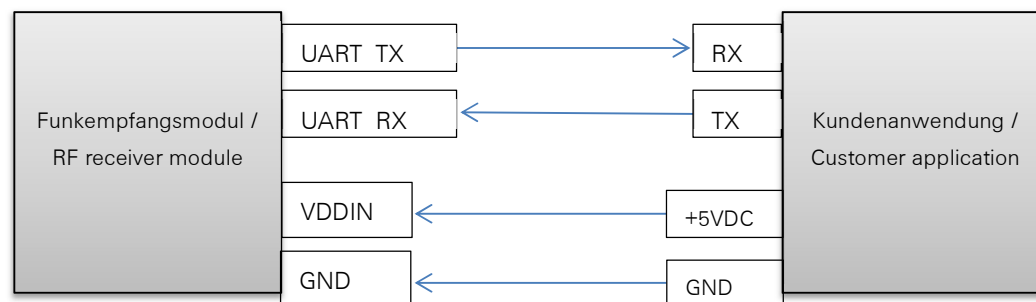 UART TX
RX
Funkempfangsmodul /
RF receiver module
UART RX
TX
Kundenanwendung /
Customer application
VDDIN
+5VDC
GND
GND